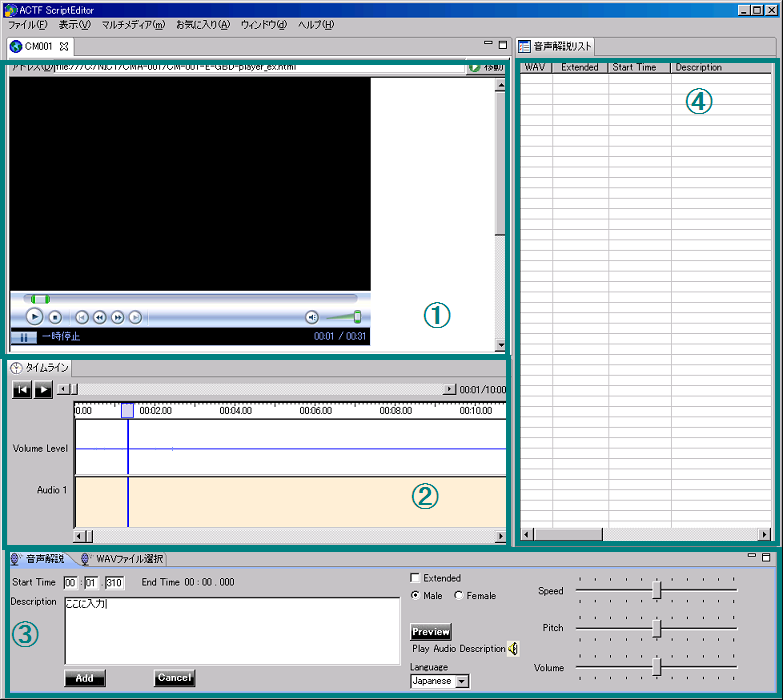 ACTF ScriptEditor
ファイル(F) 表示(V) マルチメディア(m) お気に入り(A) ウィンドウ(d) ヘルプ(H)
CM001
アドレス(D) file:///C:/NICT/CMA-001/CM-001-E-GBD-player_ex.html 移動
①
一時停止 00:01 / 00:31
タイムライン
00:01/10:00
0.00 00:02.00 00:04.00 00:06.00 00:08.00 00:10.00
Volume Level
Audio 1
②
音声解説リスト
WAV Extended Start Time Description
④
音声解説 WAVファイル選択
Start Time 00 : 01 . 310 End Time 00 : 00 . 000
Description ここに入力
③
Add Cancel
Extended
Male Female
Preview
Play Audio Description
Language
Japanese
Speed
Pitch
Volume